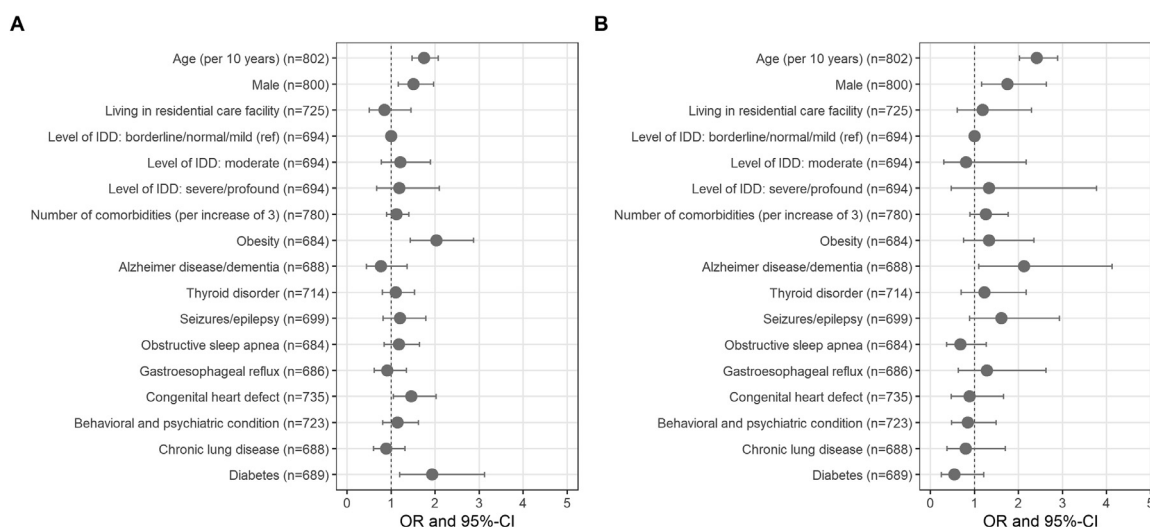 A
Age (per 10 years) (n=802)
Male (n=800)
Living in residential care facility (n=725)
Level of IDD: borderline/normal/mild (ref) (n=694)
Level of IDD: moderate (n=694)
Level of IDD: severe/profound (n=694)
Number of comorbidities (per increase of 3) (n=780)
Obesity (n=684)
Alzheimer disease/dementia (n=688)
Thyroid disorder (n=714)
Seizures/epilepsy (n=699)
Obstructive sleep apnea (n=684)
Gastroesophageal reflux (n=686)
Congenital heart defect (n=735)
Behavioral and psychiatric condition (n=723)
Chronic lung disease (n=688)
Diabetes (n=689)
0 1 2 3 4 5
OR and 95%-CI
B
Age (per 10 years) (n=802)
Male (n=800)
Living in residential care facility (n=725)
Level of IDD: borderline/normal/mild (ref) (n=694)
Level of IDD: moderate (n=694)
Level of IDD: severe/profound (n=694)
Number of comorbidities (per increase of 3) (n=780)
Obesity (n=684)
Alzheimer disease/dementia (n=688)
Thyroid disorder (n=714)
Seizures/epilepsy (n=699)
Obstructive sleep apnea (n=684)
Gastroesophageal reflux (n=686)
Congenital heart defect (n=735)
Behavioral and psychiatric condition (n=723)
Chronic lung disease (n=688)
Diabetes (n=689)
0 1 2 3 4 5
OR and 95%-CI